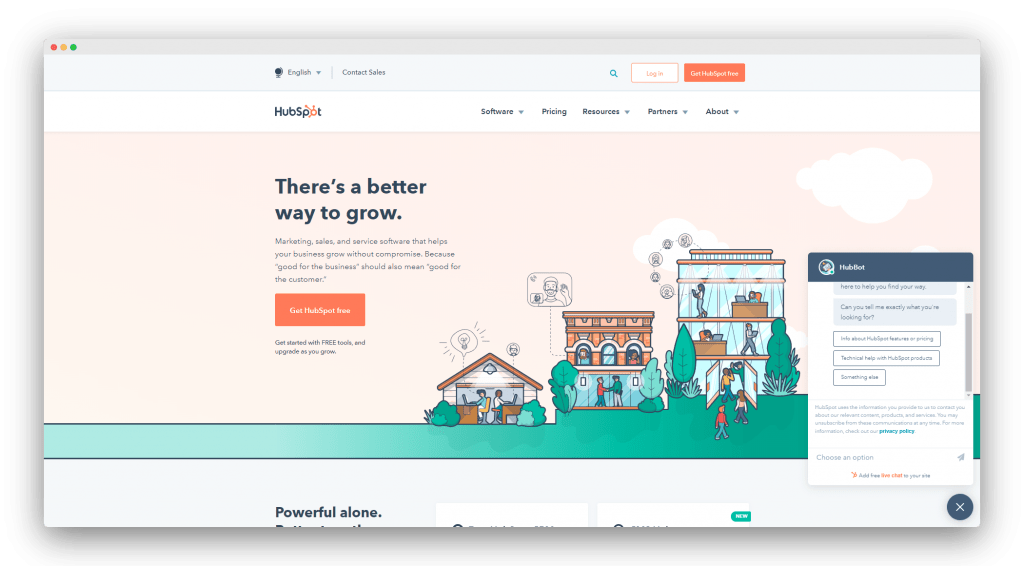 English
Contact Sales
Log in
Get HubSpot free
HubSpot
Software
Pricing
Resources
Partners
About
There's a better
way to grow.
Marketing, sales, and service software that helps
your business grow without compromise. Because
"good for the business" should also mean "good for
the customer."
Get HubSpot free
Get started with FREE tools, and
upgrade as you grow.
HubBot
here to help you find your way.
Can you tell me exactly what you're
looking for?
Info about HubSpot features or pricing
Technical help with HubSpot products
Something else
HubSpot uses the information you provide to us to contact you
about our relevant content, products, and services. You may
unsubscribe from these communications at any time. For more
information, check out our privacy policy.
Choose an option
Add free live chat to your site
Powerful alone.
NEW